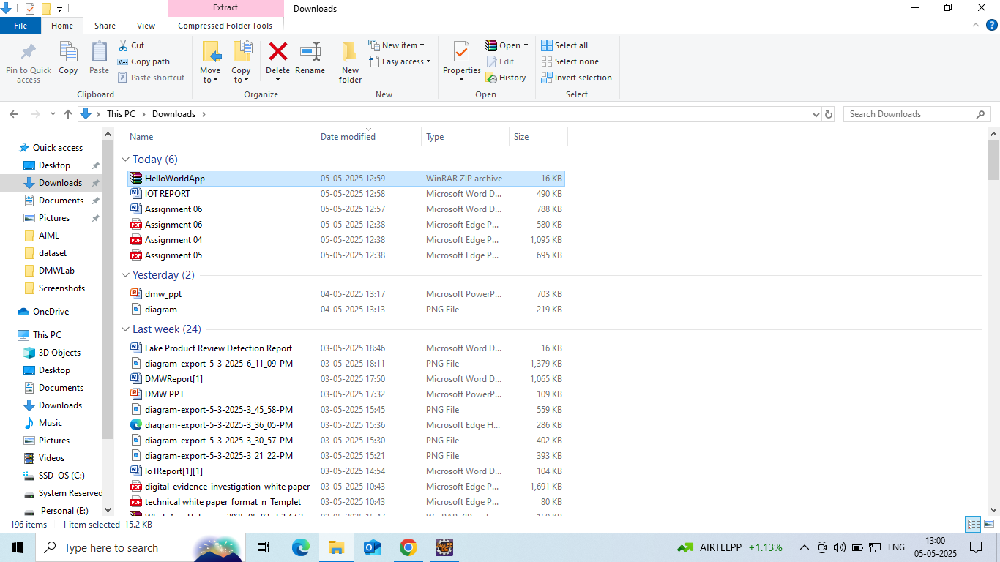 Extract
Downloads
File
Home
Share
View
Compressed Folder Tools
Pin to Quick access
Copy
Paste
Cut
Copy path
Paste shortcut
Clipboard
Move to
Copy to
Delete
Rename
Organize
New folder
New item
Easy access
New
Properties
Open
Edit
History
Open
Select all
Select none
Invert selection
Select
This PC > Downloads >
Search Downloads
Quick access
Desktop
Downloads
Documents
Pictures
AIML
dataset
DMWLab
Screenshots
OneDrive
This PC
3D Objects
Desktop
Documents
Downloads
Music
Pictures
Videos
SSD OS (C:)
System Reserved
Personal (E:)
Name Date modified Type Size
Today (6)
HelloWorldApp 05-05-2025 12:59 WinRAR ZIP archive 16 KB
IOT REPORT 05-05-2025 12:58 Microsoft Word D... 490 KB
Assignment 06 05-05-2025 12:57 Microsoft Word D... 788 KB
PDF Assignment 06 05-05-2025 12:38 Microsoft Edge P... 580 KB
PDF Assignment 04 05-05-2025 12:38 Microsoft Edge P... 1,095 KB
PDF Assignment 05 05-05-2025 12:38 Microsoft Edge P... 695 KB
Yesterday (2)
dmw_ppt 04-05-2025 13:17 Microsoft PowerP... 703 KB
diagram 04-05-2025 13:13 PNG File 219 KB
Last week (24)
Fake Product Review Detection Report 03-05-2025 18:46 Microsoft Word D... 16 KB
diagram-export-5-3-2025-6_11_09-PM 03-05-2025 18:11 PNG File 1,379 KB
DMWReport[1] 03-05-2025 17:50 Microsoft Word D... 1,065 KB
DMW PPT 03-05-2025 17:32 Microsoft PowerP... 109 KB
diagram-export-5-3-2025-3_45_58-PM 03-05-2025 15:45 PNG File 559 KB
diagram-export-5-3-2025-3_36_05-PM 03-05-2025 15:36 Microsoft Edge H... 286 KB
diagram-export-5-3-2025-3_30_57-PM 03-05-2025 15:30 PNG File 402 KB
diagram-export-5-3-2025-3_21_22-PM 03-05-2025 15:21 PNG File 393 KB
IoTReport[1][1] 03-05-2025 14:54 Microsoft Word D... 104 KB
PDF digital-evidence-investigation-white paper 03-05-2025 10:43 Microsoft Edge P... 1,691 KB
PDF technical white paper_format_n_Templet 03-05-2025 10:43 Microsoft Edge P... 80 KB
196 items 1 item selected 15.2 KB
Type here to search
AIRTELPP +1.13%
ENG
13:00
05-05-2025